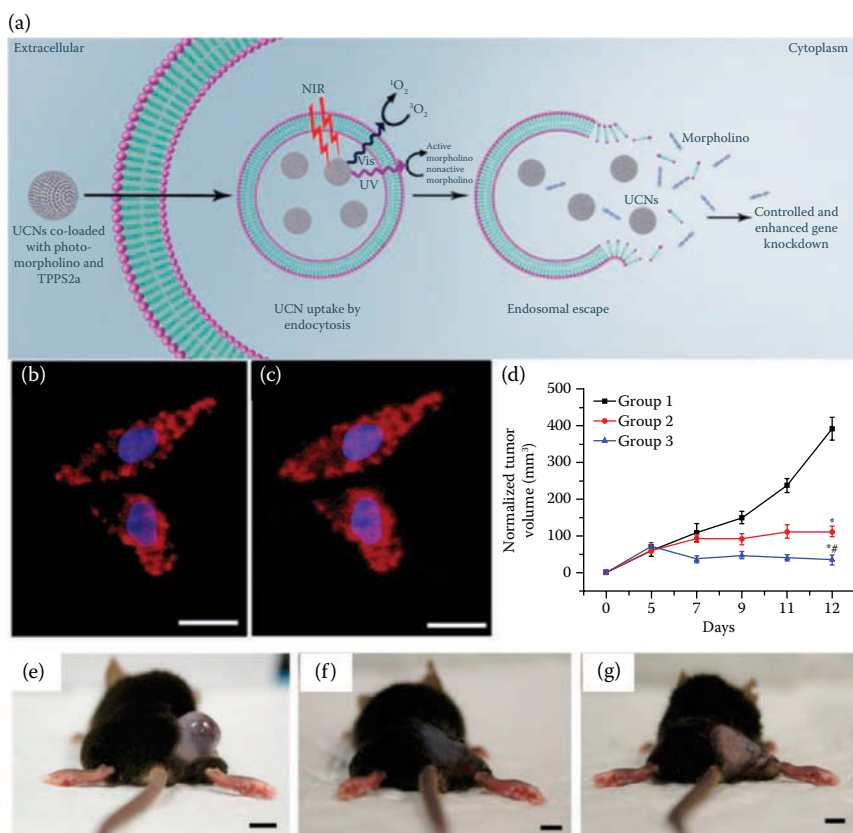 (a)
Extracellular
Cytoplasm
NIR
¹O₂
³O₂
Vis
UV
Active
morpholino
nonactive
morpholino
Morpholino
UCNs
UCNs co-loaded
with photo-
morpholino and
TPPS2a
UCN uptake by
endocytosis
Endosomal escape
Controlled and
enhanced gene
knockdown
(b)
(c)
(d)
Normalized tumor
volume (mm³)
500
400
300
200
100
0
Group 1
Group 2
Group 3
*
*#
0 5 7 9 11 12
Days
(e)
(f)
(g)